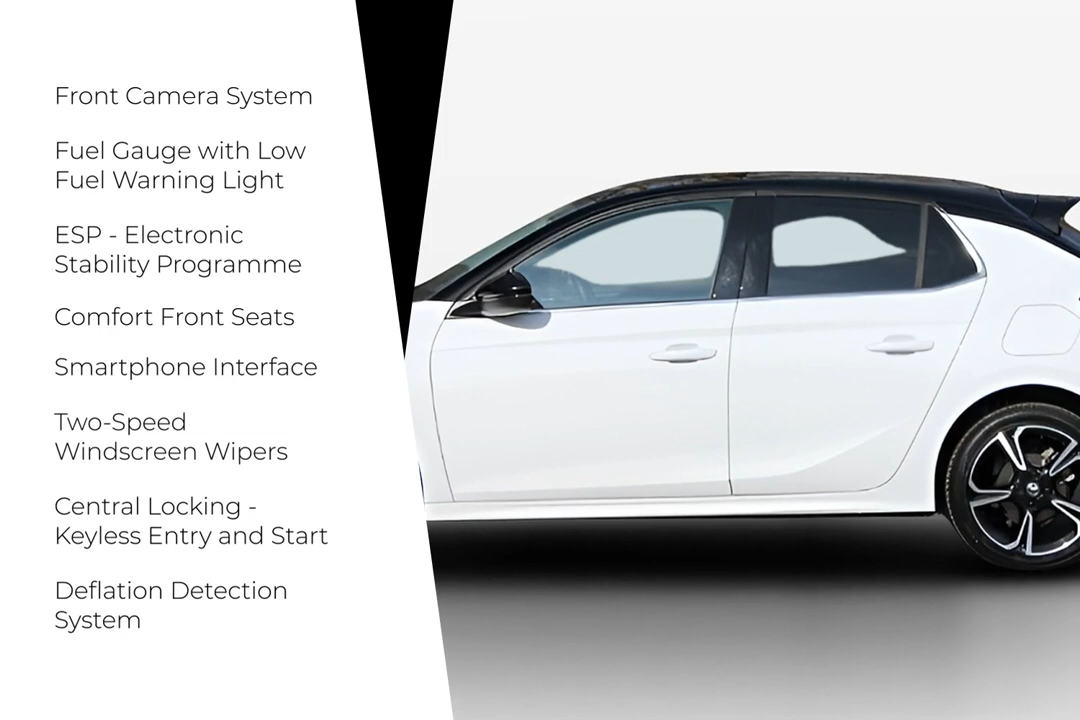 Front Camera System
Fuel Gauge with Low
Fuel Warning Light
ESP - Electronic
Stability Programme
Comfort Front Seats
Smartphone Interface
Two-Speed
Windscreen Wipers
Central Locking -
Keyless Entry and Start
Deflation Detection
System